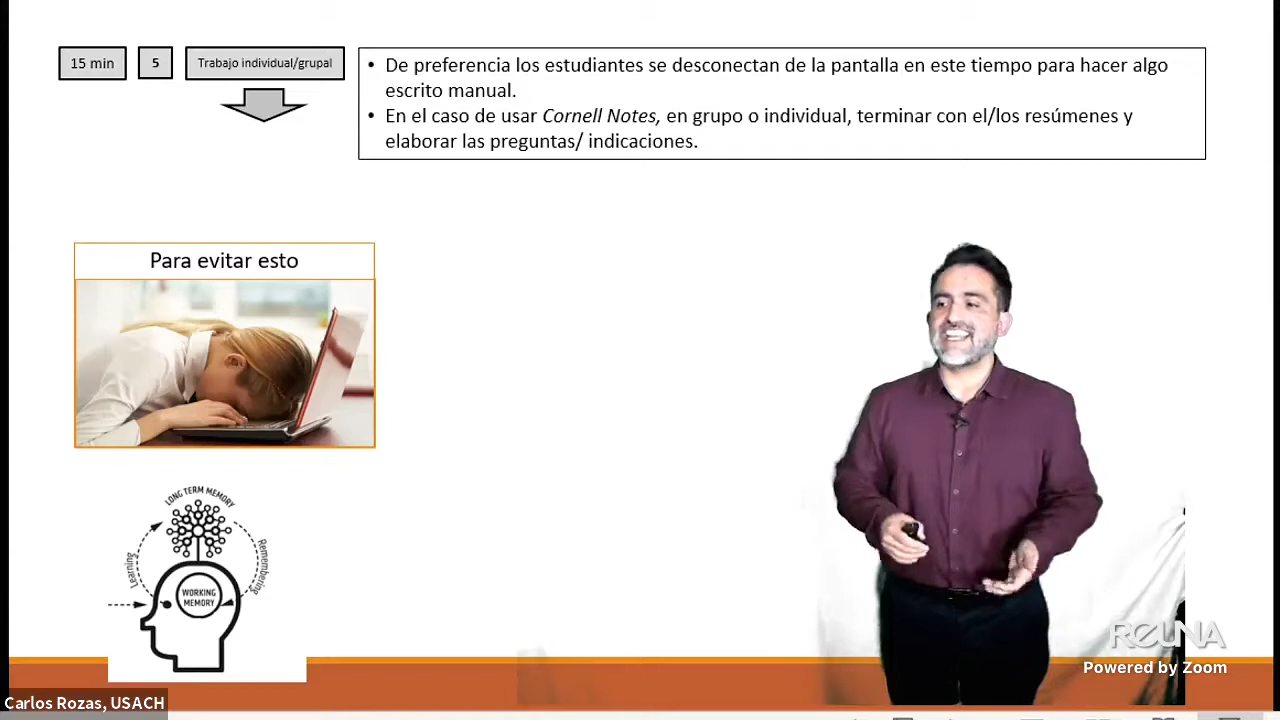 15 min
5
Trabajo individual/grupal
• De preferencia los estudiantes se desconectan de la pantalla en este tiempo para hacer algo
escrito manual.
• En el caso de usar Cornell Notes, en grupo o individual, terminar con el/los resúmenes y
elaborar las preguntas/ indicaciones.
Para evitar esto
LONG TERM MEMORY
Learning
Remembering
WORKING
MEMORY
REUNA
Powered by Zoom
Carlos Rozas, USACH